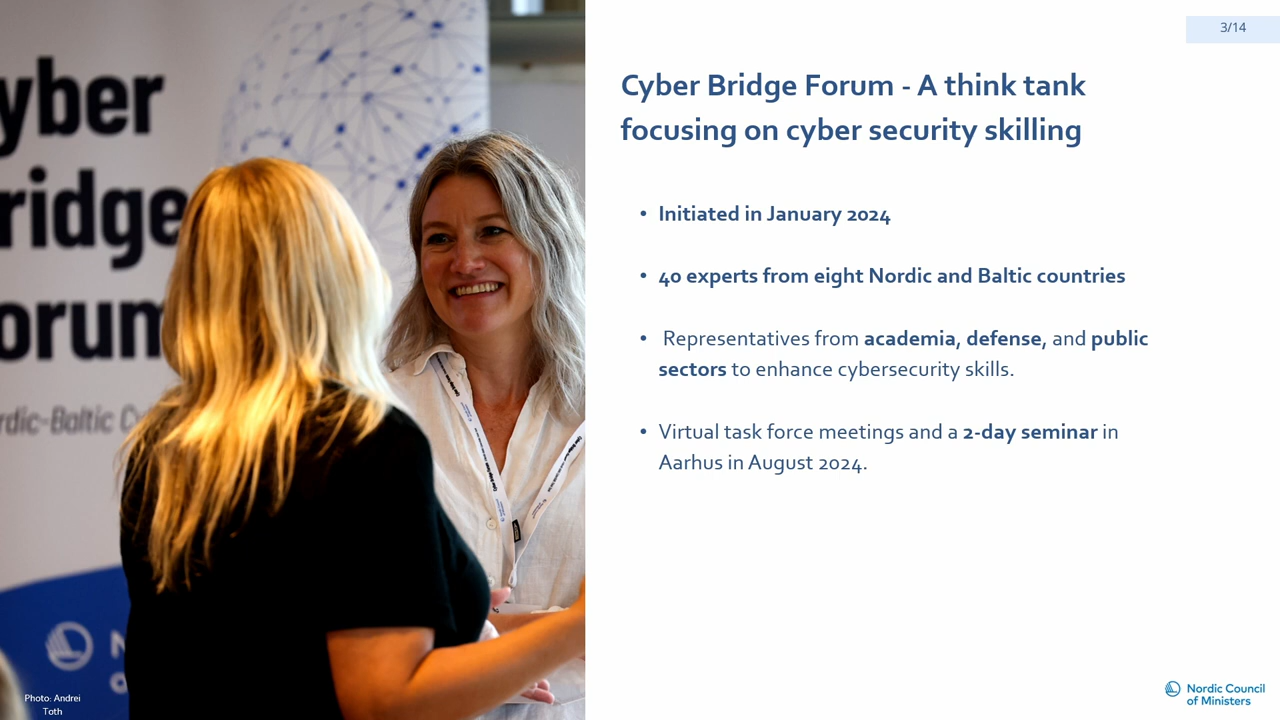 yber
ridge
orum
rdic-Baltic Cy
N
o
Photo: Andrei
Toth
3/14
Cyber Bridge Forum - A think tank
focusing on cyber security skilling
• Initiated in January 2024
• 40 experts from eight Nordic and Baltic countries
• Representatives from academia, defense, and public
sectors to enhance cybersecurity skills.
• Virtual task force meetings and a 2-day seminar in
Aarhus in August 2024.
Nordic Council
of Ministers